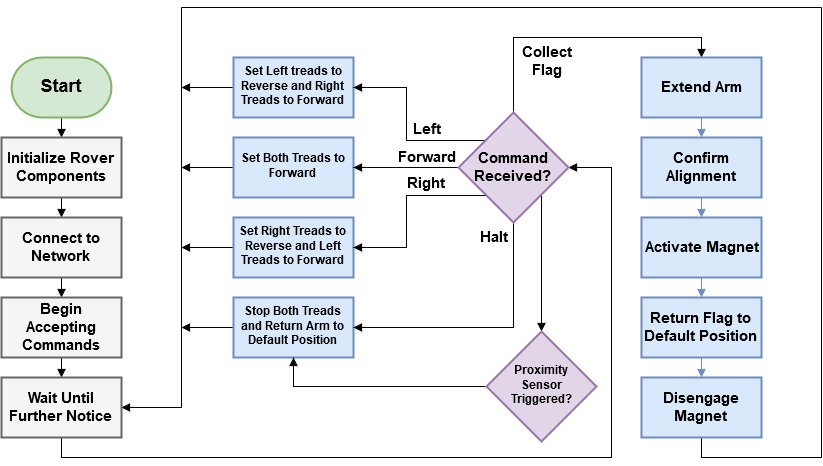 Start
Initialize Rover
Components
Connect to
Network
Begin
Accepting
Commands
Wait Until
Further Notice
Set Left treads to
Reverse and Right
Treads to Forward
Set Both Treads to
Forward
Set Right Treads to
Reverse and Left
Treads to Forward
Stop Both Treads
and Return Arm to
Default Position
Left
Forward
Right
Halt
Command
Received?
Collect
Flag
Proximity
Sensor
Triggered?
Extend Arm
Confirm
Alignment
Activate Magnet
Return Flag to
Default Position
Disengage
Magnet